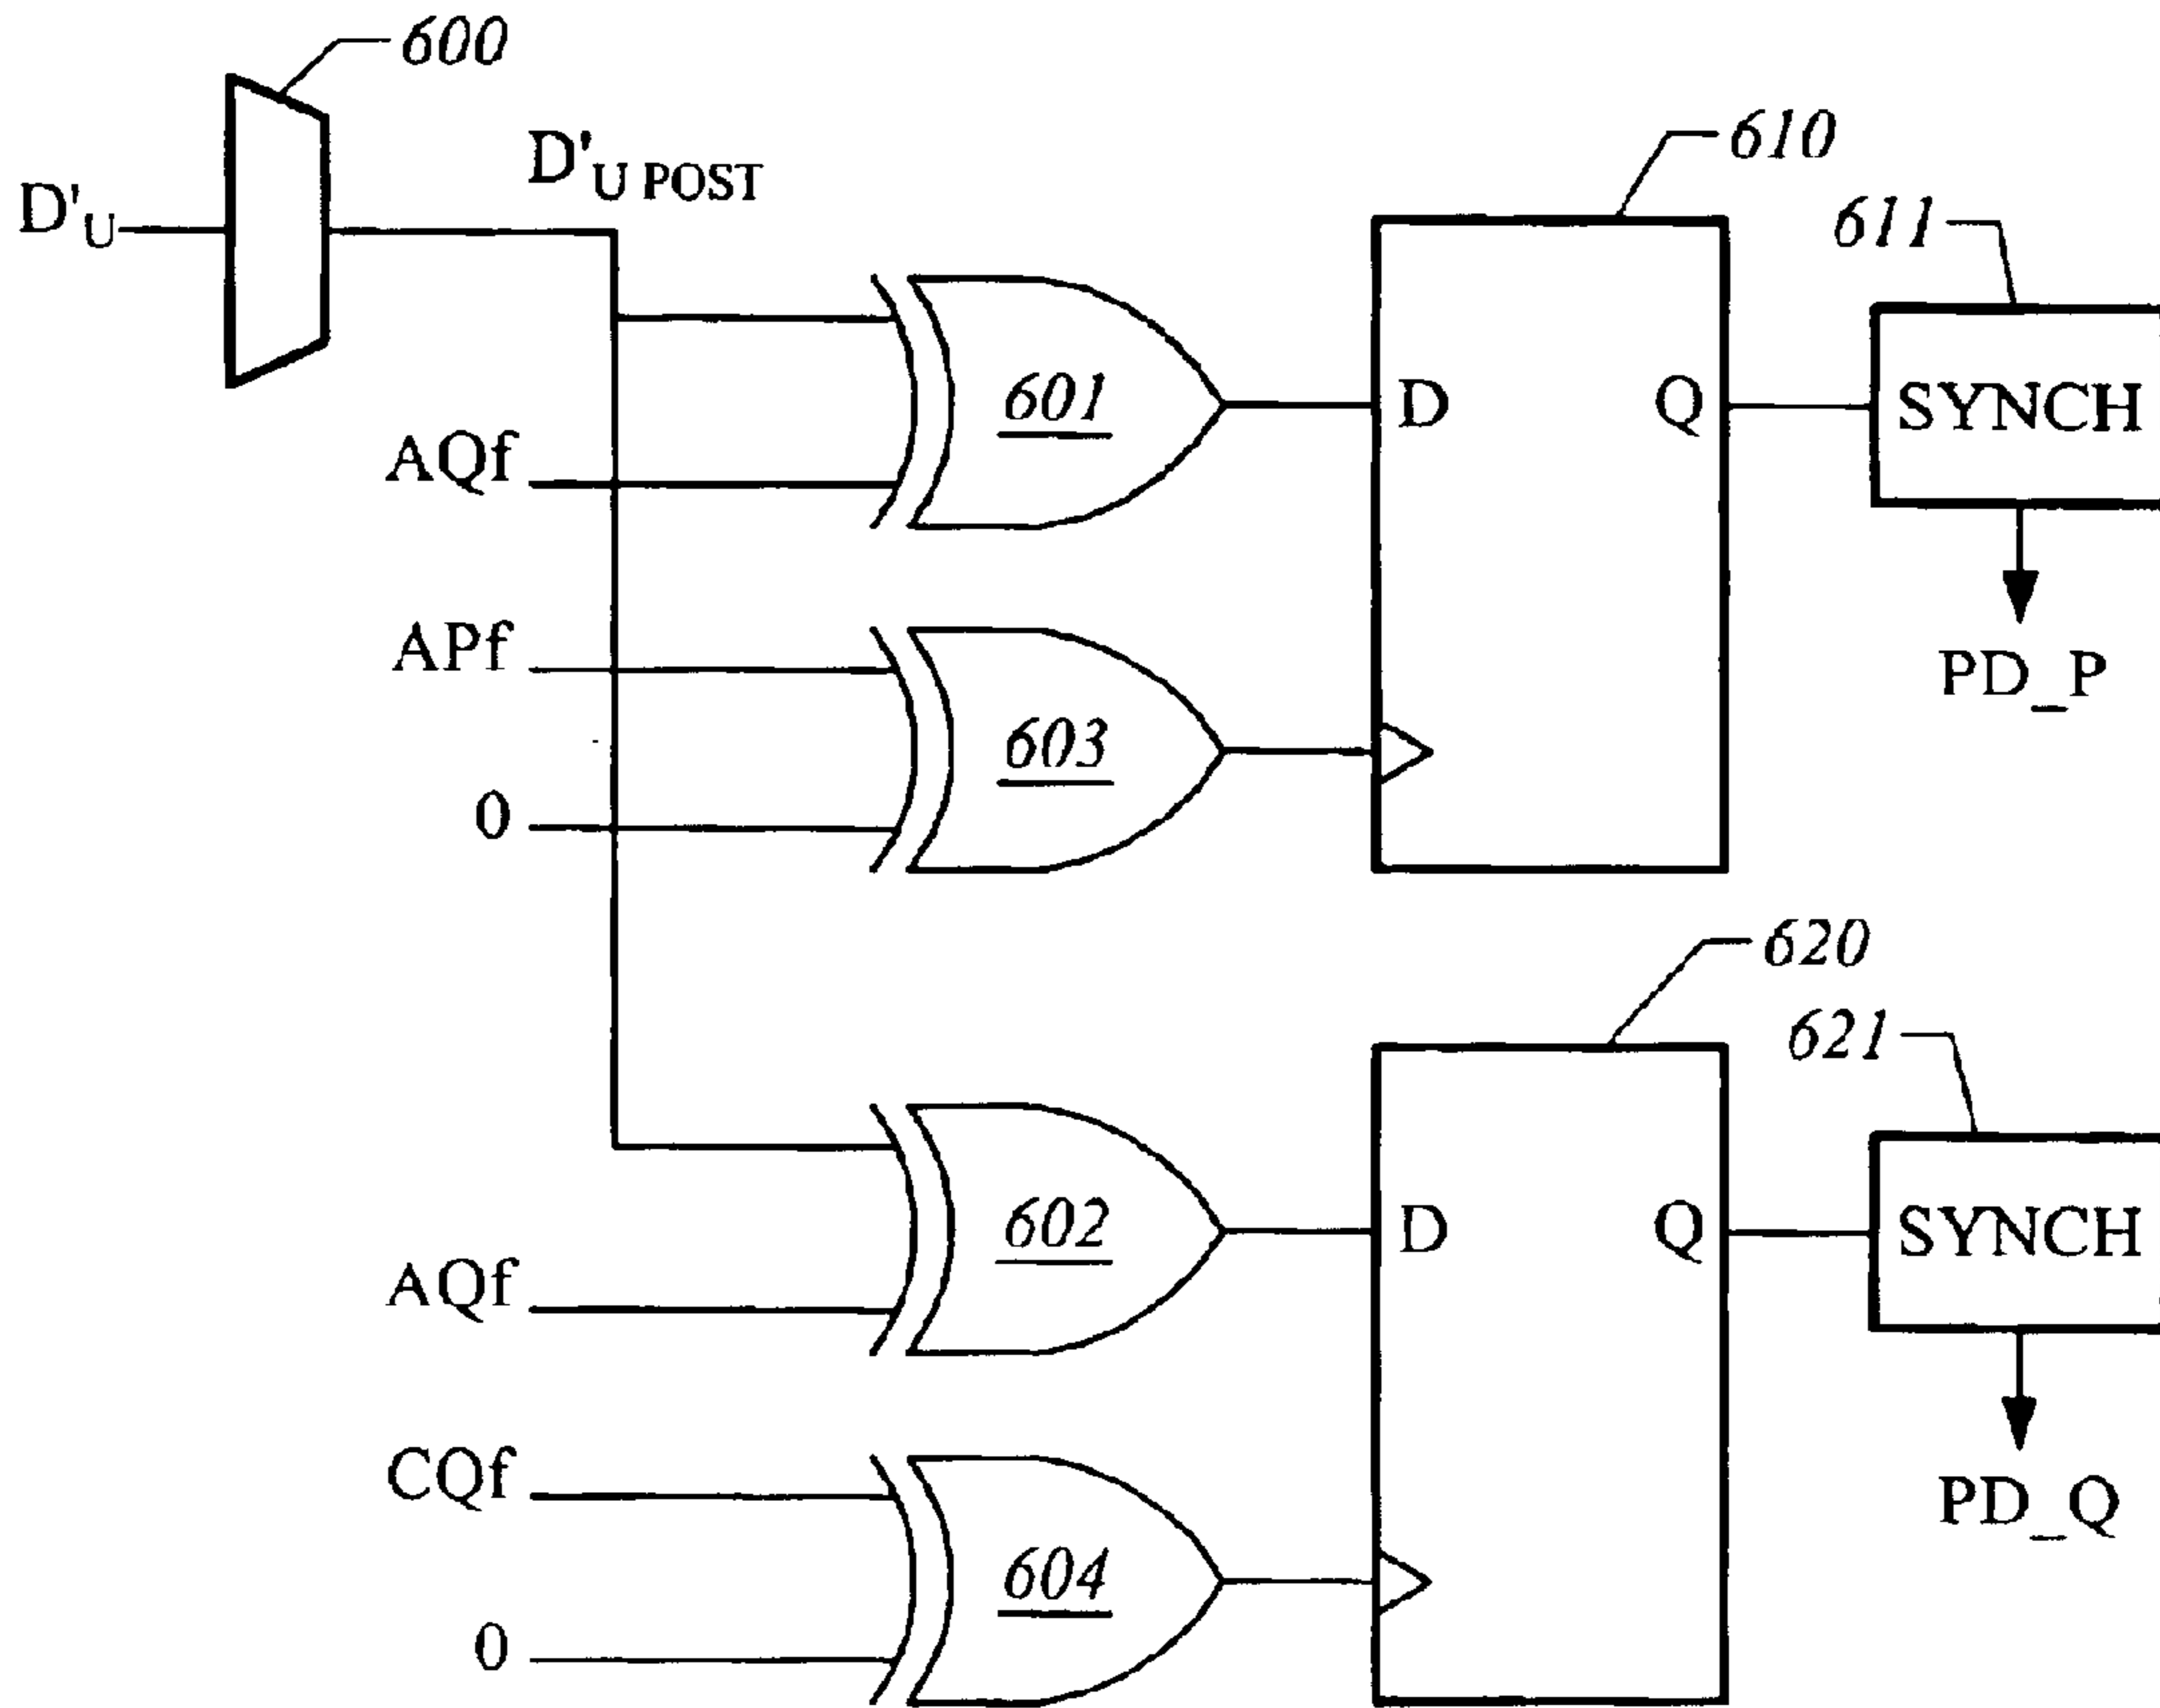 600
D'U
D'U POST
610
611
AQf
601
D
Q
SYNCH
APf
603
0
PD_P
620
621
602
D
Q
SYNCH
AQf
CQf
604
0
PD_Q